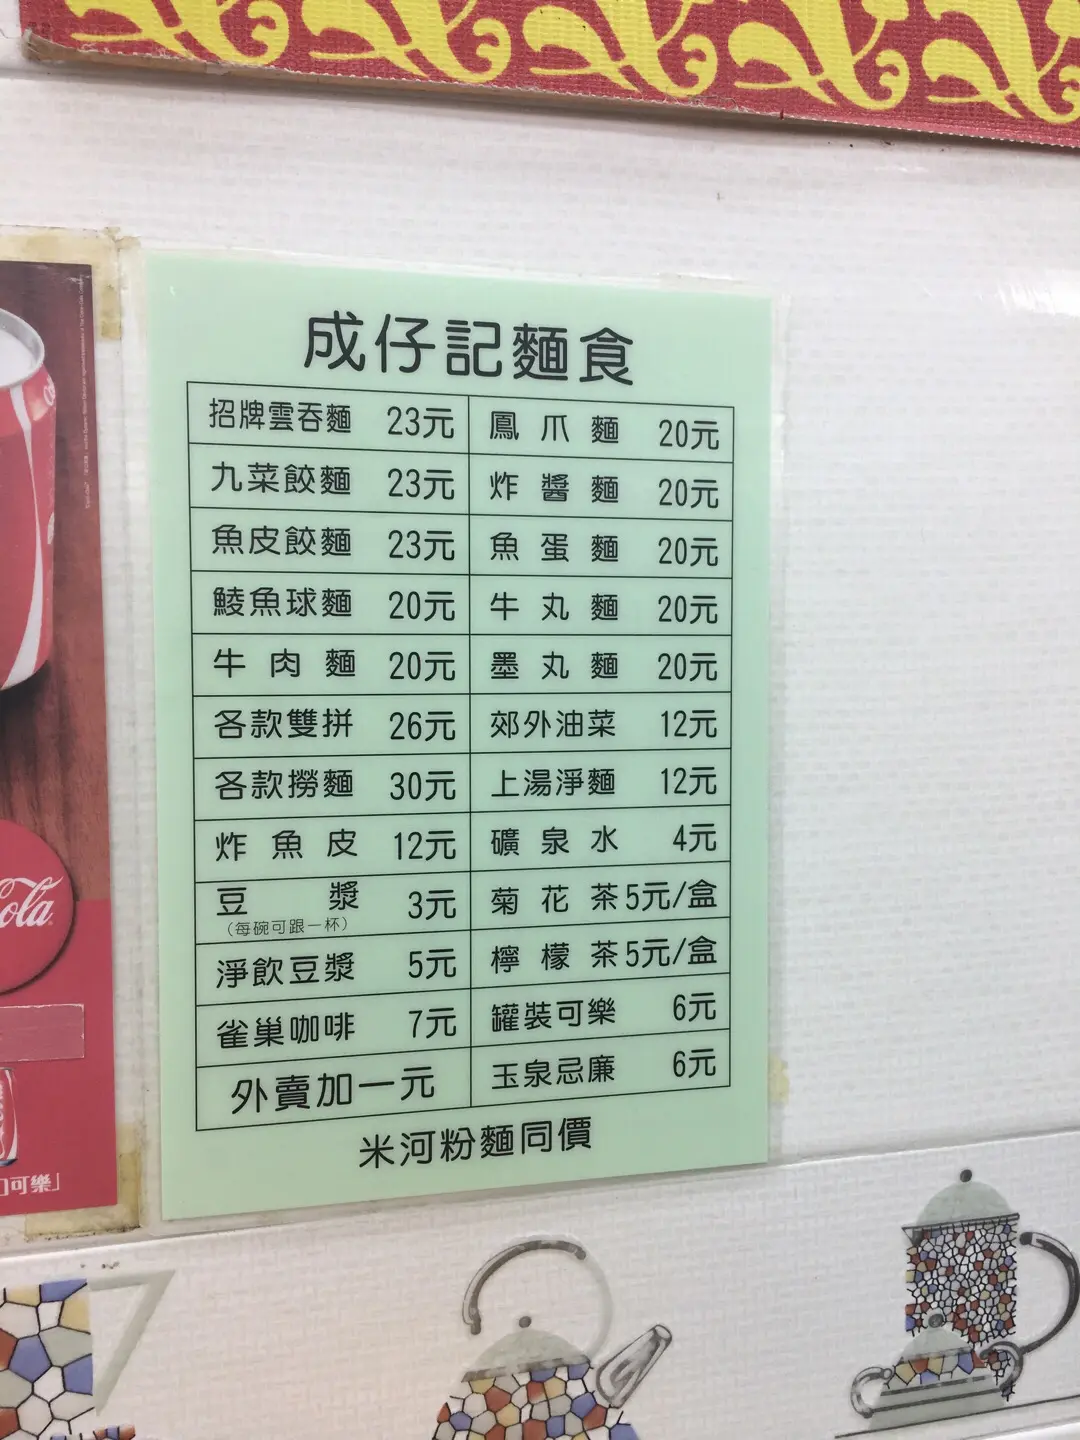 成仔記麵食
招牌雲吞麵 23元 鳳爪麵 20元
九菜餃麵 23元 炸醬麵 20元
魚皮餃麵 23元 魚蛋麵 20元
鯪魚球麵 20元 牛丸麵 20元
牛肉麵 20元 墨丸麵 20元
各款雙拼 26元 郊外油菜 12元
各款撈麵 30元 上湯淨麵 12元
炸魚皮 12元 礦泉水 4元
豆漿 3元 菊花茶 5元/盒
(每碗可跟一杯)
淨飲豆漿 5元 檸檬茶 5元/盒
雀巢咖啡 7元 罐裝可樂 6元
外賣加一元 玉泉忌廉 6元
米河粉麵同價
ola
可樂」